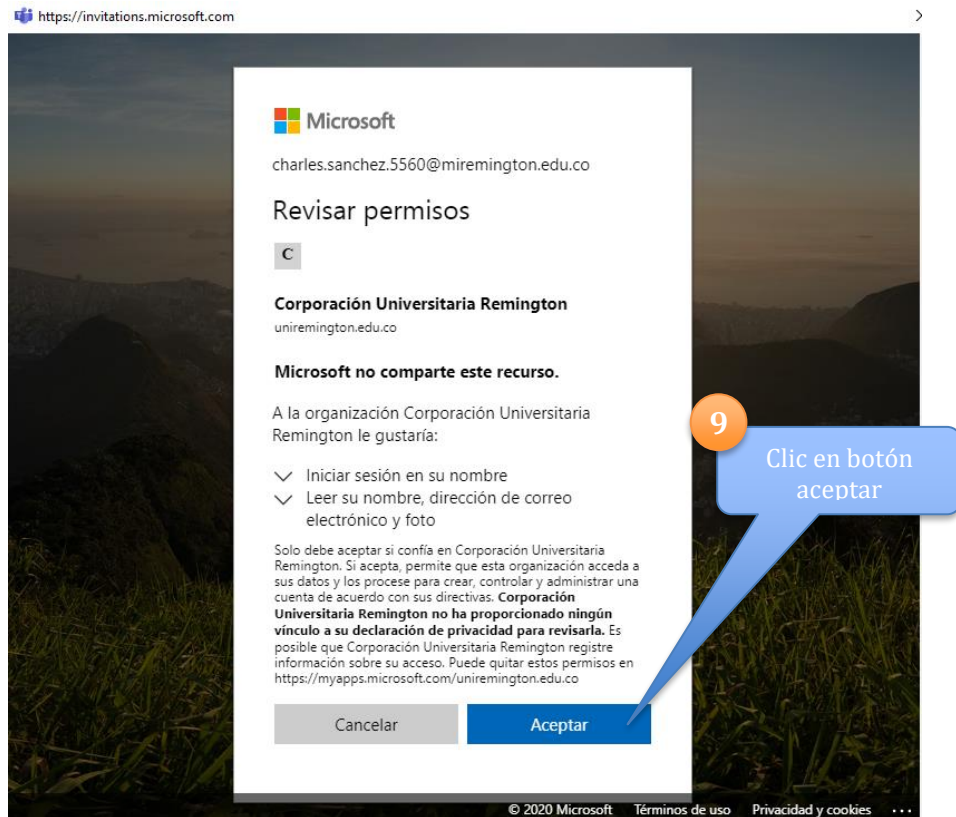 https://invitations.microsoft.com
Microsoft
charles.sanchez.5560@miremington.edu.co
Revisar permisos
C
Corporación Universitaria Remington
uniremington.edu.co
Microsoft no comparte este recurso.
A la organización Corporación Universitaria
Remington le gustaría:
Iniciar sesión en su nombre
Leer su nombre, dirección de correo
electrónico y foto
Solo debe aceptar si confía en Corporación Universitaria
Remington. Si acepta, permite que esta organización acceda a
sus datos y los procese para crear, controlar y administrar una
cuenta de acuerdo con sus directivas. Corporación
Universitaria Remington no ha proporcionado ningún
vínculo a su declaración de privacidad para revisarla. Es
posible que Corporación Universitaria Remington registre
información sobre su acceso. Puede quitar estos permisos en
https://myapps.microsoft.com/uniremington.edu.co
Cancelar
Aceptar
9
Clic en botón
aceptar
© 2020 Microsoft Términos de uso Privacidad y cookies ...